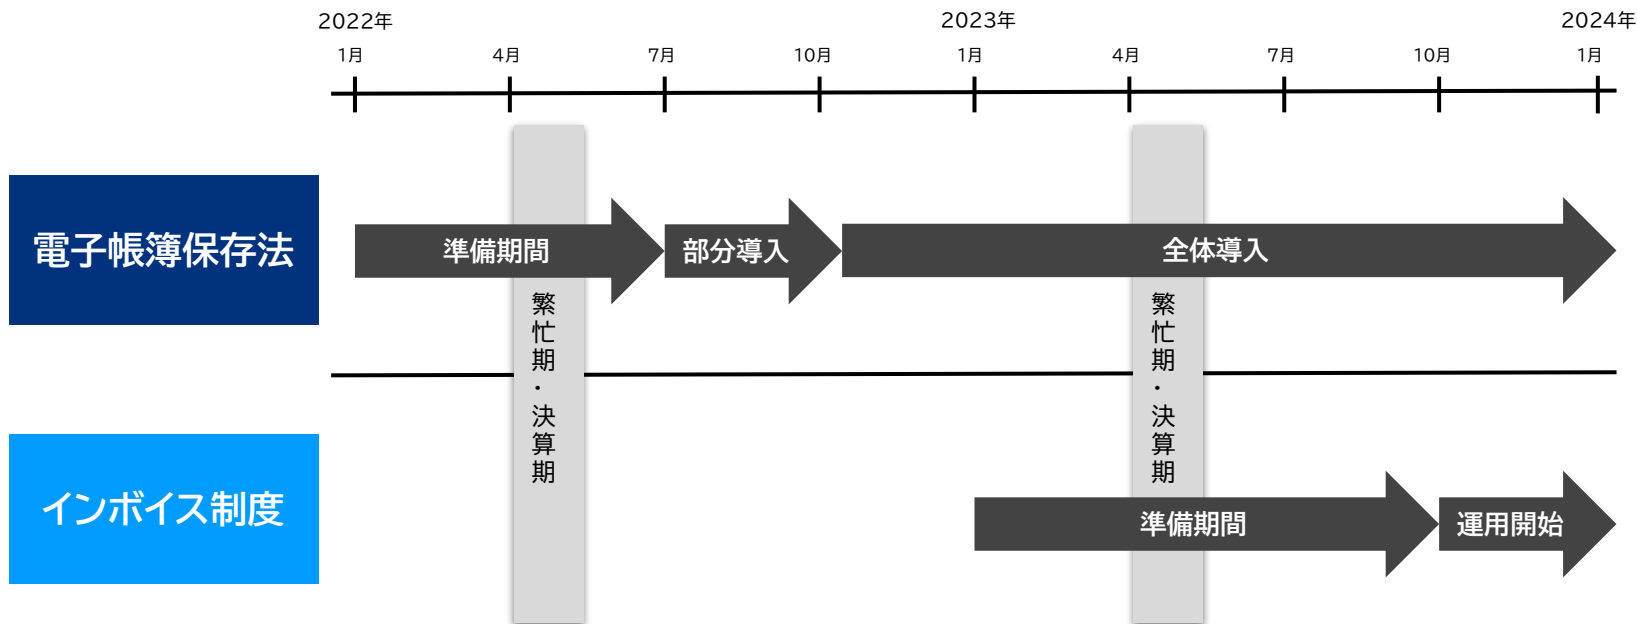 2022年
2023年
2024年
1月
4月
7月
10月
1月
4月
7月
10月
1月
電子帳簿保存法
準備期間
部分導入
全体導入
繁忙期・決算期
繁忙期・決算期
インボイス制度
準備期間
運用開始